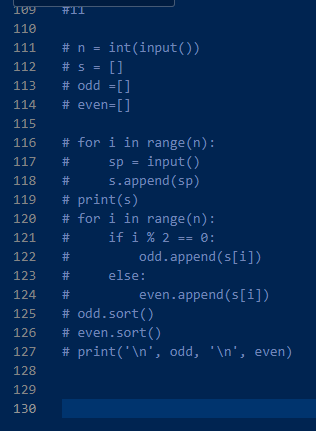 109 #11
110
111 # n = int(input())
112 # s = []
113 # odd =[]
114 # even=[]
115
116 # for i in range(n):
117 #     sp = input()
118 #     s.append(sp)
119 # print(s)
120 # for i in range(n):
121 #     if i % 2 == 0:
122 #         odd.append(s[i])
123 #     else:
124 #         even.append(s[i])
125 # odd.sort()
126 # even.sort()
127 # print('\n', odd, '\n', even)
128
129
130